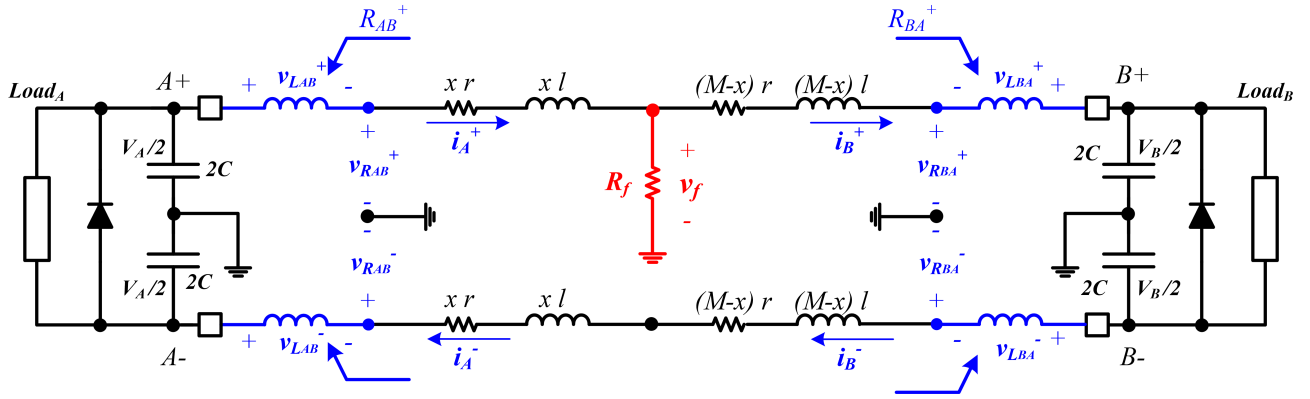 R_AB^+ R_BA^+
A+ + v_LAB^+ - x r x l (M-x) r (M-x) l - v_LBA^+ + B+
Load_A Load_B
i_A^+ i_B^+
V_A/2 2C + v_RAB^+ - R_f + v_f - + v_RBA^+ - 2C V_B/2
V_A/2 2C - v_RAB^- + - v_RBA^- + 2C V_B/2
x r x l (M-x) r (M-x) l
A- + v_LAB^- - i_A^- i_B^- - v_LBA^- + B-